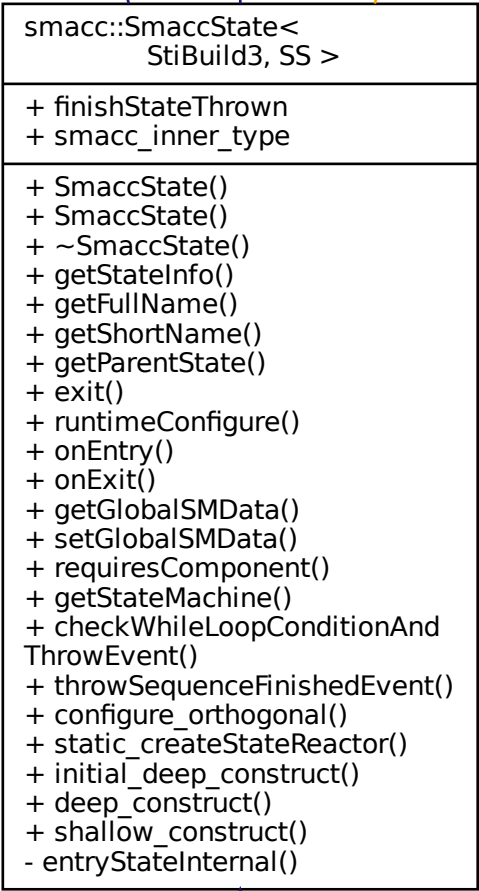 smacc::SmaccState<
StiBuild3, SS >
+ finishStateThrown
+ smacc_inner_type
+ SmaccState()
+ SmaccState()
+ ~SmaccState()
+ getStateInfo()
+ getFullName()
+ getShortName()
+ getParentState()
+ exit()
+ runtimeConfigure()
+ onEntry()
+ onExit()
+ getGlobalSMData()
+ setGlobalSMData()
+ requiresComponent()
+ getStateMachine()
+ checkWhileLoopConditionAnd
ThrowEvent()
+ throwSequenceFinishedEvent()
+ configure_orthogonal()
+ static_createStateReactor()
+ initial_deep_construct()
+ deep_construct()
+ shallow_construct()
- entryStateInternal()